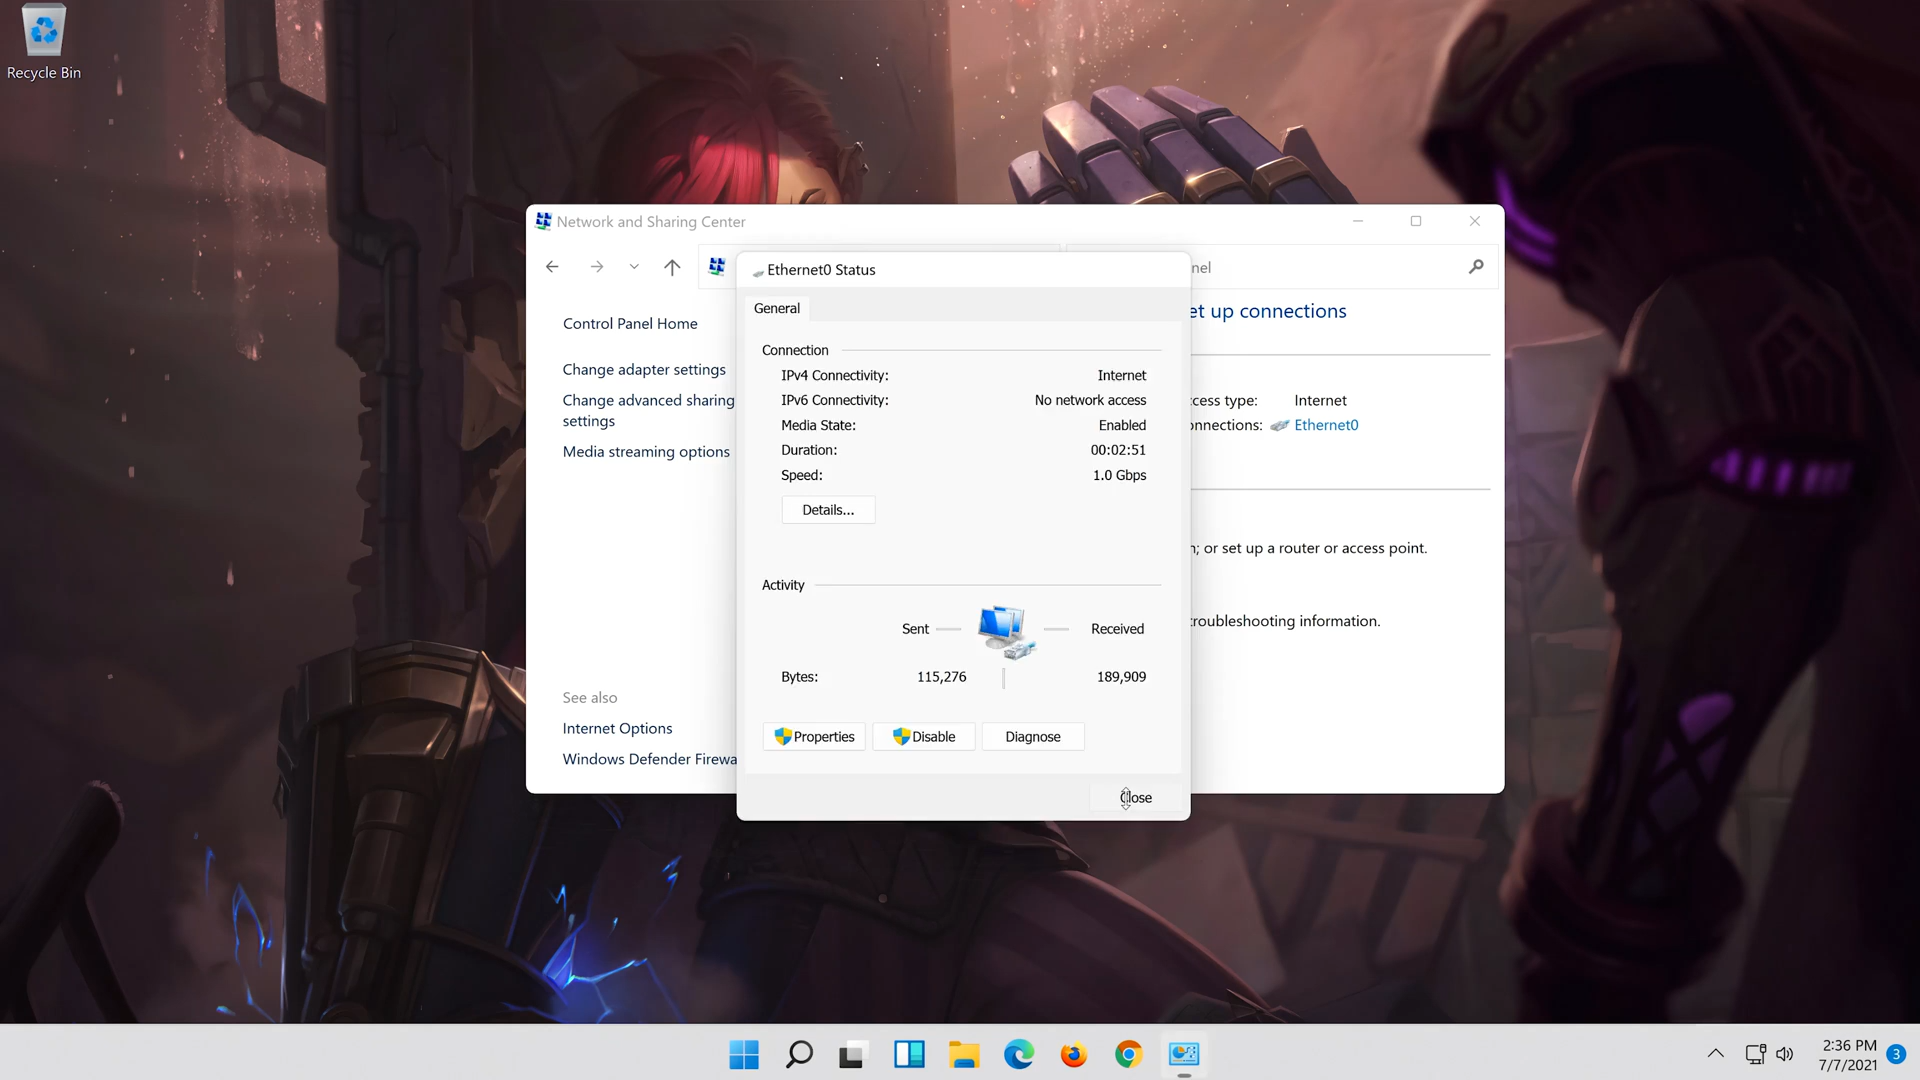 Recycle Bin
Network and Sharing Center
Ethernet0 Status
nel
General
Control Panel Home
Change adapter settings
Change advanced sharing
settings
Media streaming options
Connection
IPv4 Connectivity: Internet
IPv6 Connectivity: No network access
Media State: Enabled
Duration: 00:02:51
Speed: 1.0 Gbps
Details...
et up connections
ccess type: Internet
onnections: Ethernet0
n; or set up a router or access point.
troubleshooting information.
Activity
Sent Received
Bytes: 115,276 189,909
Properties Disable Diagnose
Close
See also
Internet Options
Windows Defender Firewa
2:36 PM
7/7/2021
3